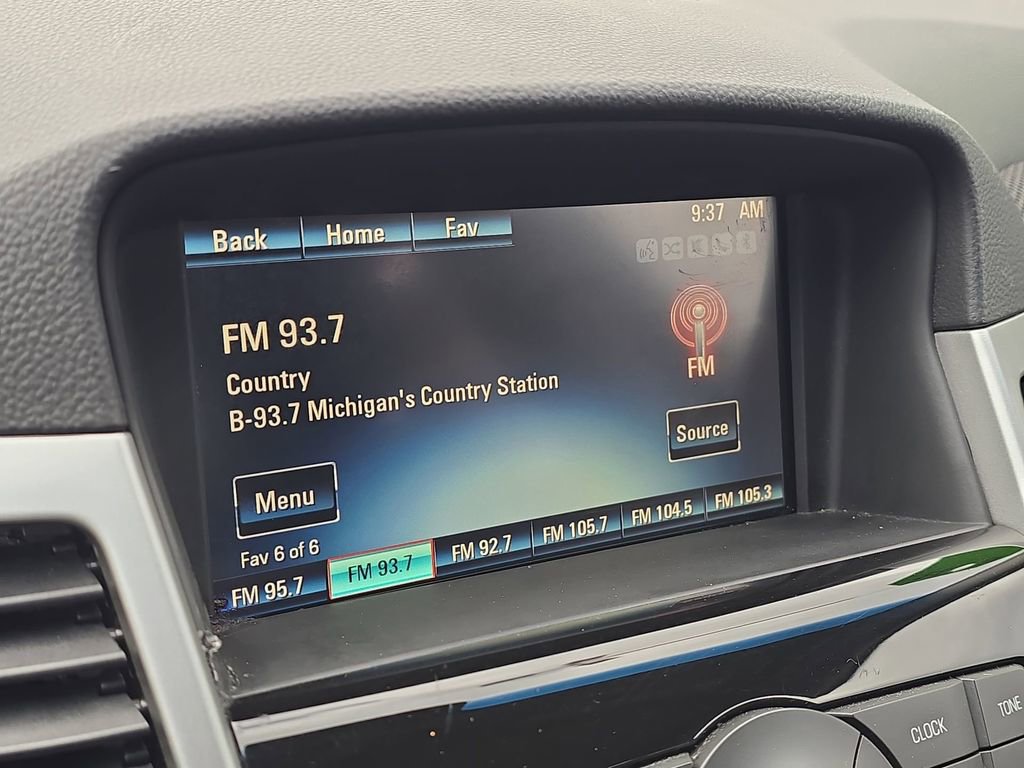 Back Home Fav 9:37 AM
FM 93.7
FM
Country
B-93.7 Michigan's Country Station
Source
Menu
Fav 6 of 6
FM 95.7 FM 93.7 FM 92.7 FM 105.7 FM 104.5 FM 105.3
CLOCK TONE